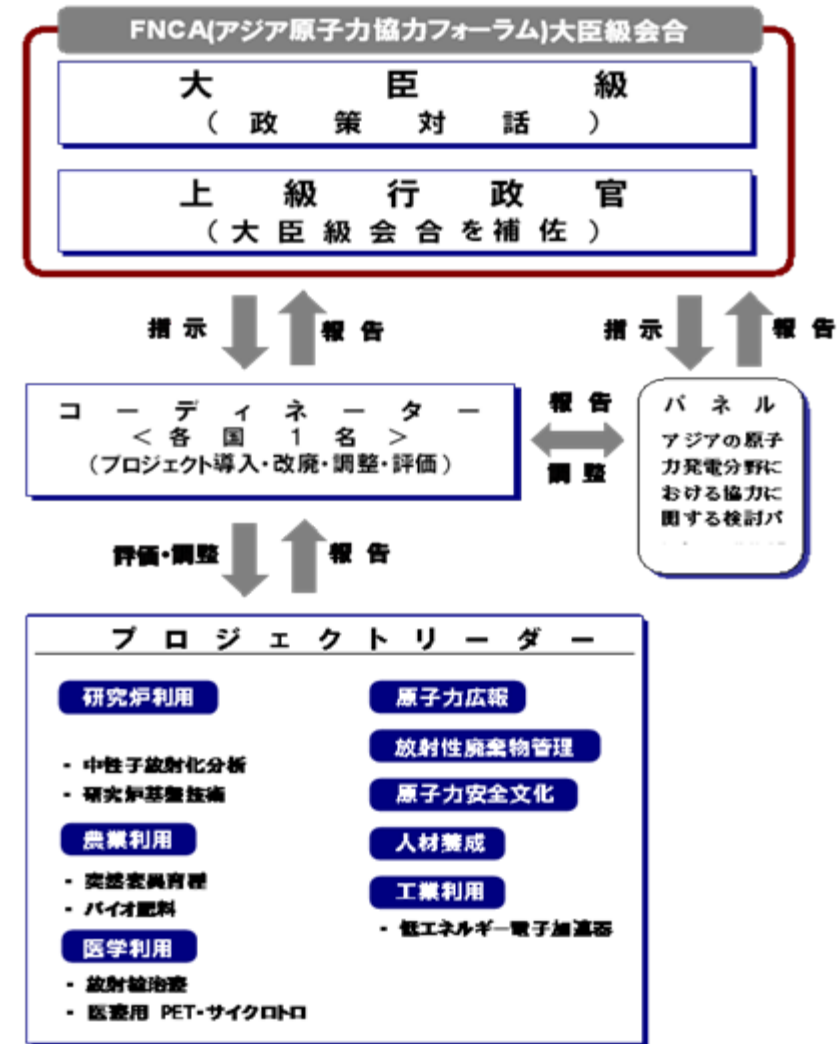 FNCA(アジア原子力協力フォーラム)大臣級会合
大臣級
(政策対話)
上級行政官
(大臣級会合を補佐)
指示
報告
指示
報告
コーディネーター
<各国1名>
(プロジェクト導入・改廃・調整・評価)
報告
調整
パネル
アジアの原子
力発電分野に
おける協力に
関する検討パ
評価・調整
報告
プロジェクトリーダー
研究炉利用
- 中性子放射化分析
- 研究炉基盤技術
農業利用
- 突然変異育種
- バイオ肥料
医学利用
- 放射線治療
- 医療用 PET・サイクロトロ
原子力広報
放射性廃棄物管理
原子力安全文化
人材養成
工業利用
- 低エネルギー電子加速器